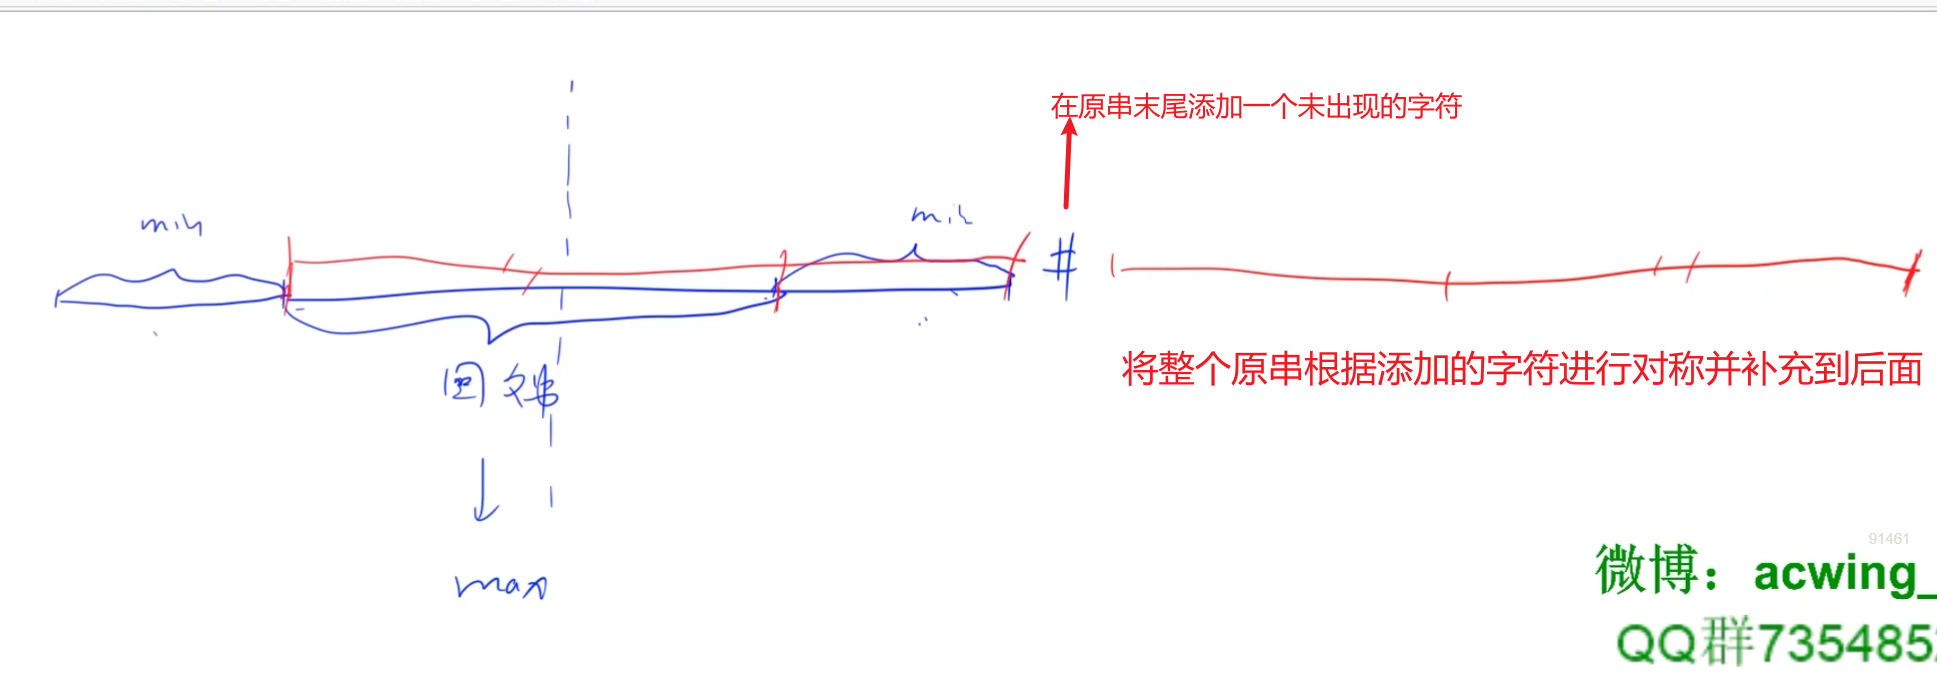 在原串末尾添加一个未出现的字符
min
min
#
将整个原串根据添加的字符进行对称并补充到后面
回文串
max
91461
微博：acwing_
QQ群735485